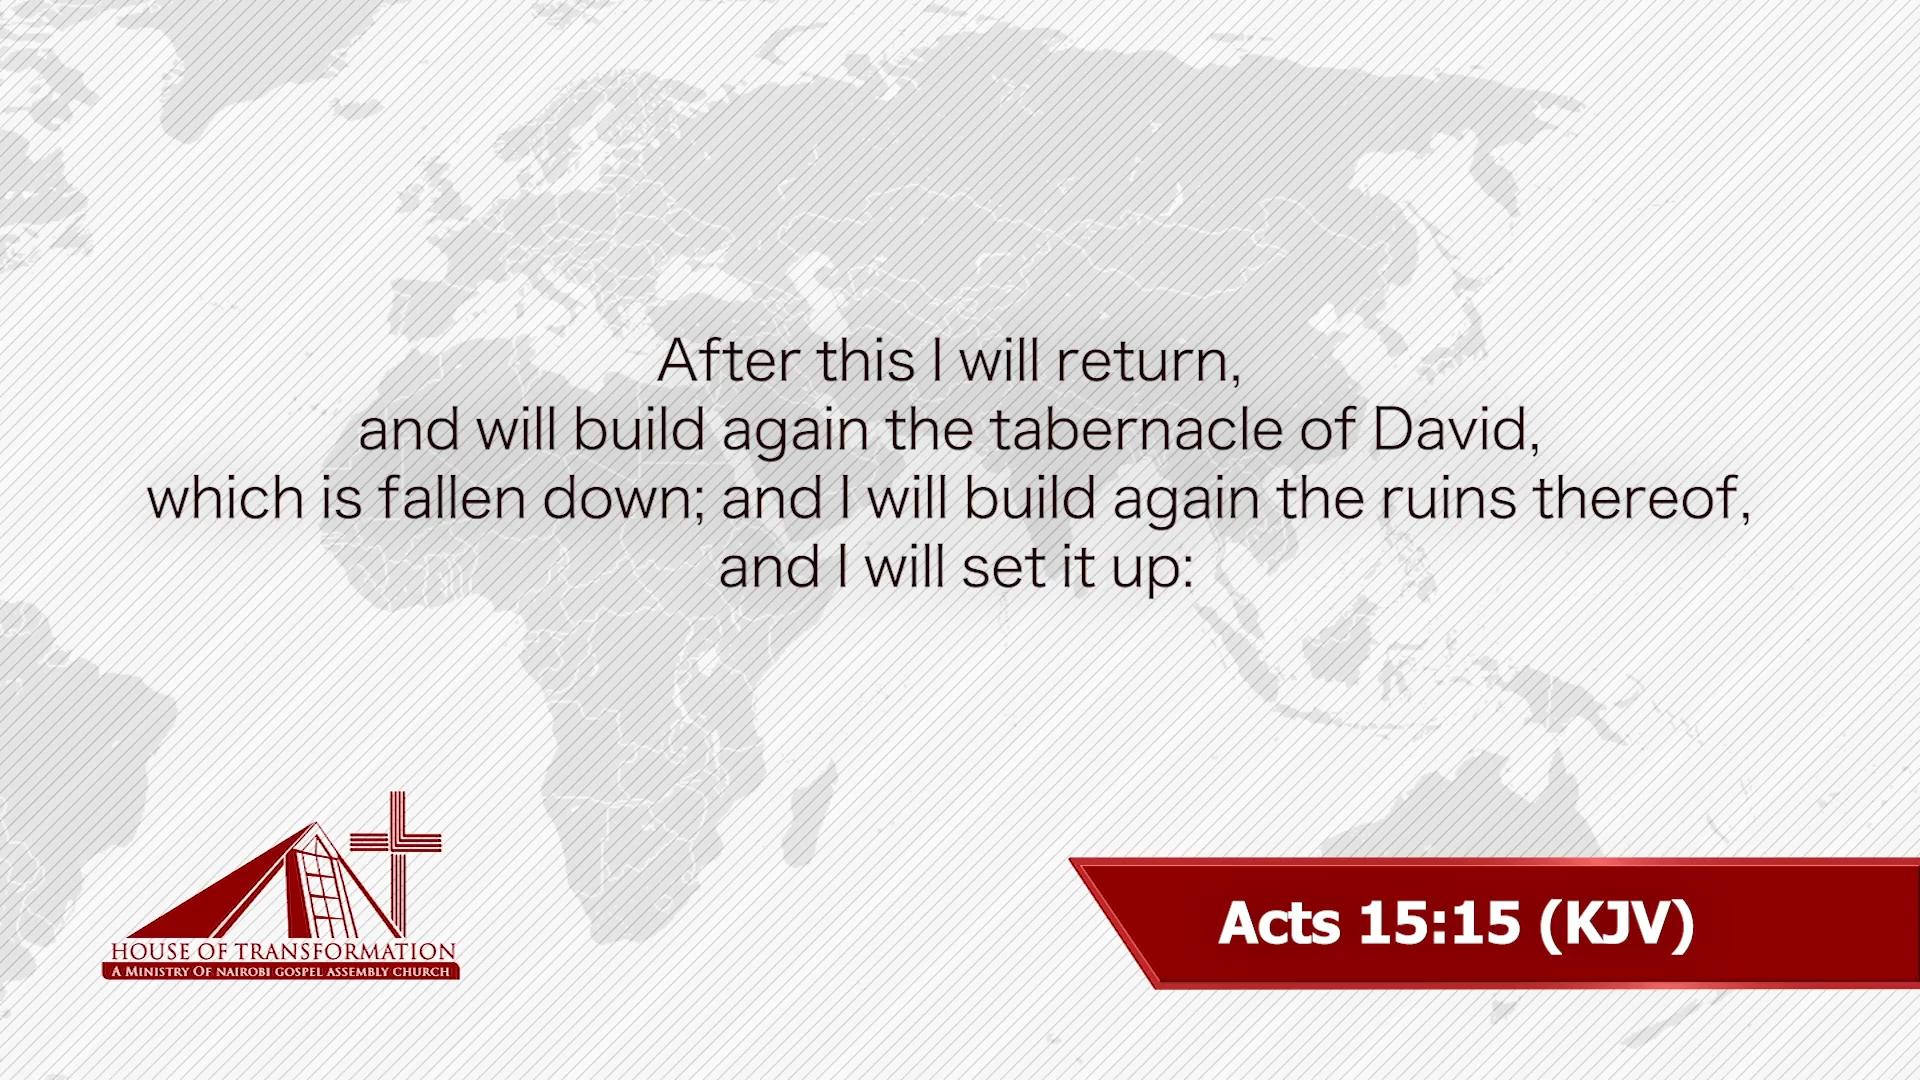 After this I will return,
and will build again the tabernacle of David,
which is fallen down; and I will build again the ruins thereof,
and I will set it up:
HOUSE OF TRANSFORMATION
A MINISTRY OF NAIROBI GOSPEL ASSEMBLY CHURCH
Acts 15:15 (KJV)